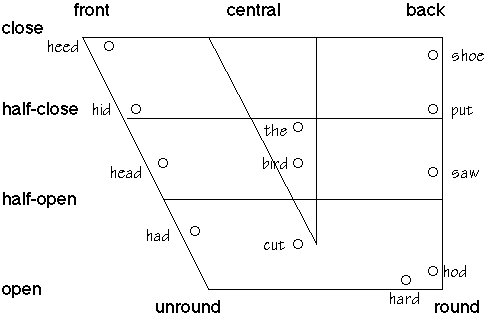 front central back
close
heed
shoe
half-close
hid
put
the
head
bird
saw
half-open
had
cut
hod
open
hard
unround
round